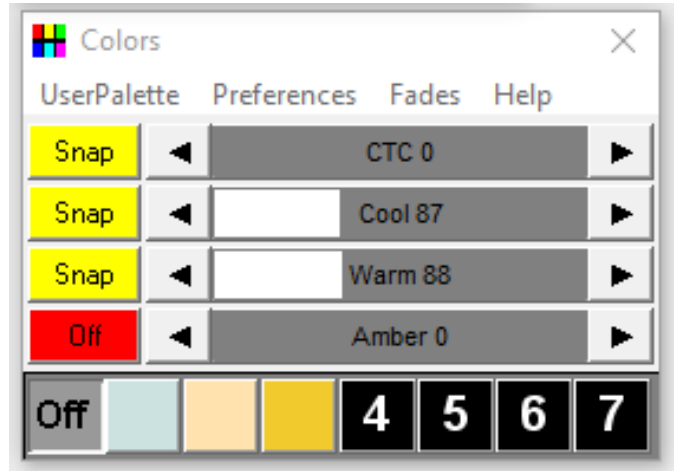 Colors
UserPalette Preferences Fades Help
Snap CTC 0
Snap Cool 87
Snap Warm 88
Off Amber 0
Off 4 5 6 7